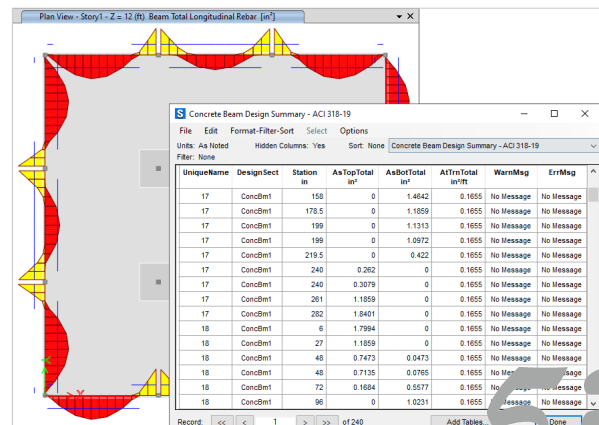 Plan View - Story1 - Z = 12 (ft) Beam Total Longitudinal Rebar [in²]
Concrete Beam Design Summary - ACI 318-19
File Edit Format-Filter-Sort Select Options
Units: As Noted Hidden Columns: Yes Sort: None Concrete Beam Design Summary - ACI 318-19
Filter: None
UniqueName DesignSect Station in AsTopTotal in² AsBotTotal in² AtTrnTotal in²/ft WarnMsg ErrMsg
17 ConcBm1 158 0 1.4642 0.1655 No Message No Message
17 ConcBm1 178.5 0 1.1859 0.1655 No Message No Message
17 ConcBm1 199 0 1.1313 0.1655 No Message No Message
17 ConcBm1 199 0 1.0972 0.1655 No Message No Message
17 ConcBm1 219.5 0 0.422 0.1655 No Message No Message
17 ConcBm1 240 0.262 0 0.1655 No Message No Message
17 ConcBm1 240 0.3079 0 0.1655 No Message No Message
17 ConcBm1 261 1.1859 0 0.1655 No Message No Message
17 ConcBm1 282 1.8401 0 0.1655 No Message No Message
18 ConcBm1 6 1.7994 0 0.1655 No Message No Message
18 ConcBm1 27 1.1859 0 0.1655 No Message No Message
18 ConcBm1 48 0.7473 0.0473 0.1655 No Message No Message
18 ConcBm1 48 0.7135 0.0765 0.1655 No Message No Message
18 ConcBm1 72 0.1684 0.5577 0.1655 No
18 ConcBm1 96 0 1.0231 0.1655 No Message
Record: << < 1 > >> of 240 Add Tables... Done
X